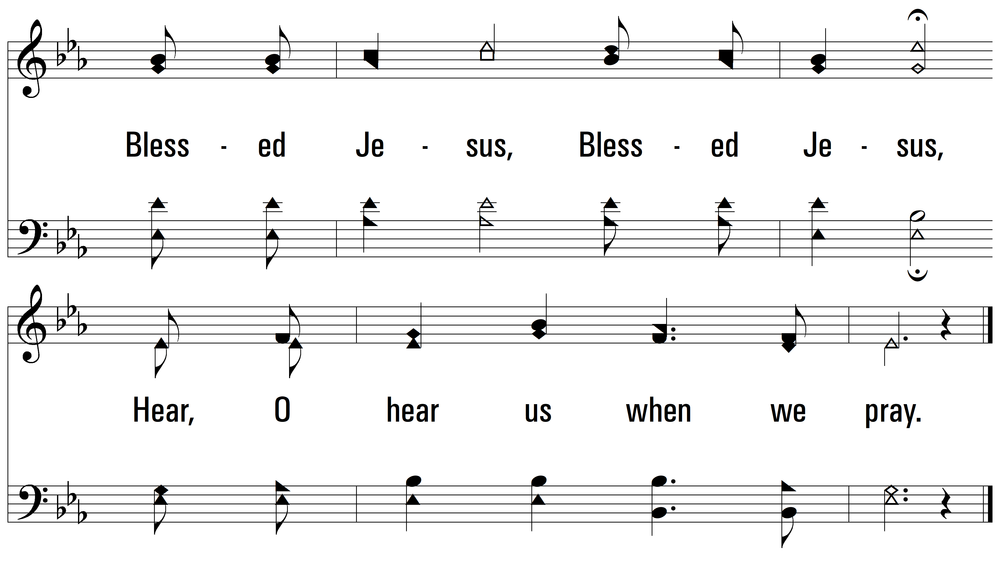 Bless - ed Je - sus, Bless - ed Je - sus,
Hear, O hear us when we pray.